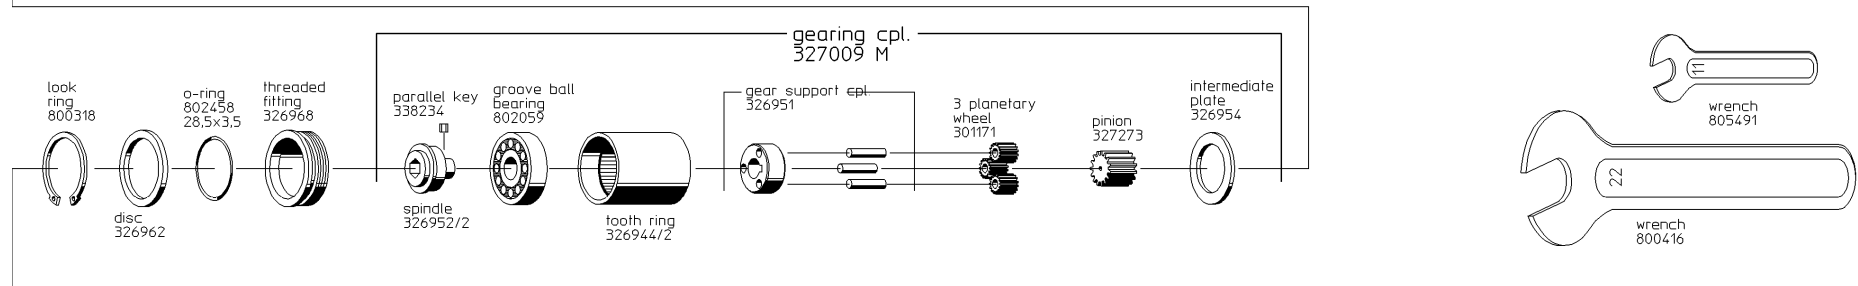 gearing cpl.
327009 M
look
ring
800318
o-ring
802458
28,5x3,5
threaded
fitting
326968
parallel key
338234
groove ball
bearing
802059
gear support cpl.
326951
3 planetary
wheel
301171
pinion
327273
intermediate
plate
326954
disc
326962
spindle
326952/2
tooth ring
326944/2
11
wrench
805491
22
wrench
800416